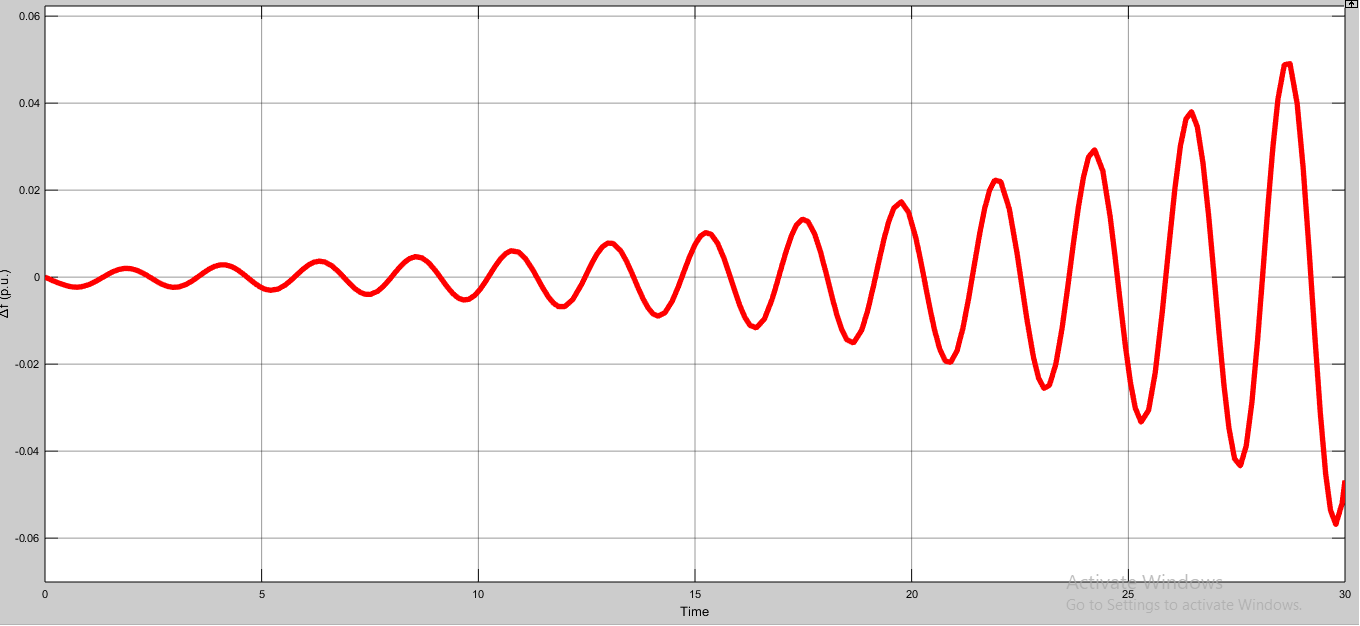 0.06
0.04
0.02
0
-0.02
-0.04
-0.06
Δf (p.u.)
0 5 10 15 20 25 30
Time
Activate Windows
Go to Settings to activate Windows.